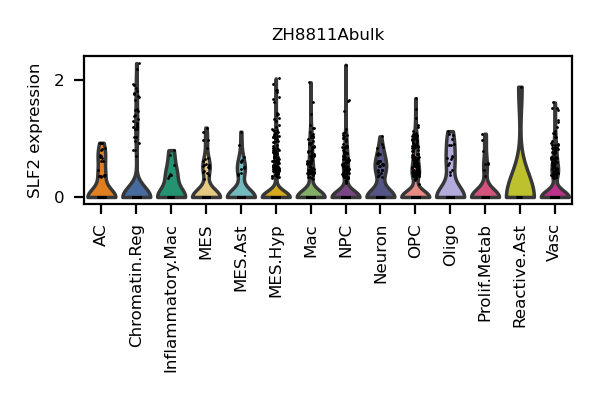 ZH8811Abulk
SLF2 expression
2
0
AC
Chromatin.Reg
Inflammatory.Mac
MES
MES.Ast
MES.Hyp
Mac
NPC
Neuron
OPC
Oligo
Prolif.Metab
Reactive.Ast
Vasc